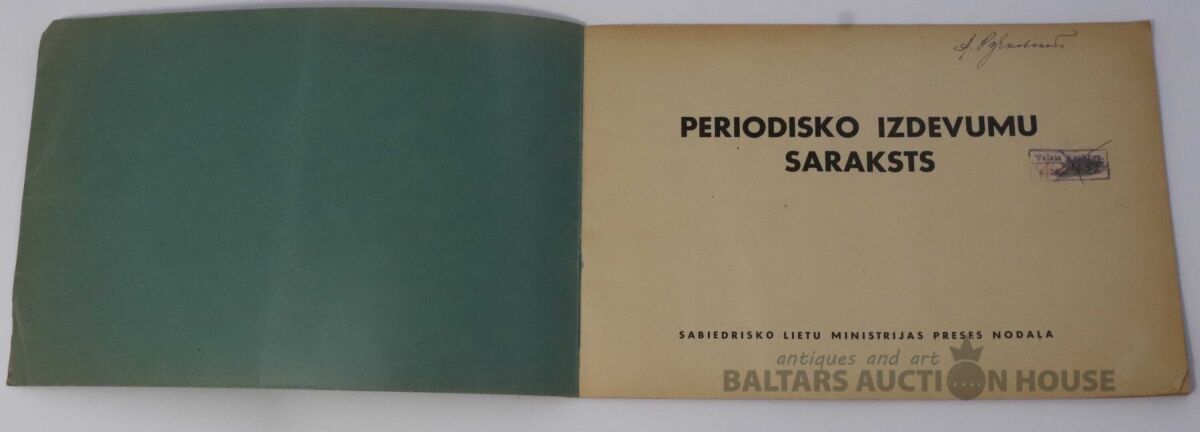 PERIODISKO IZDEVUMU
SARAKSTS
SABIEDRISKO LIETU MINISTRIJAS PRESES NODAĻA
antiques and art
BALTARS AUCTION HOUSE